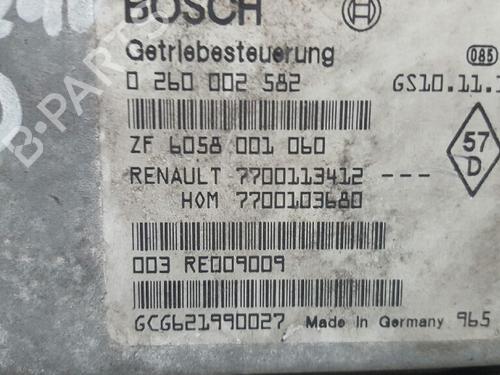 BOSCH
Getriebesteuerung
085
0 260 002 582 GS10.11.
ZF 6058 001 060
57
D
RENAULT 7700113412 ---
HOM 7700103680
003 RE009009
GCG621990027 Made in Germany 965
B-PARTS